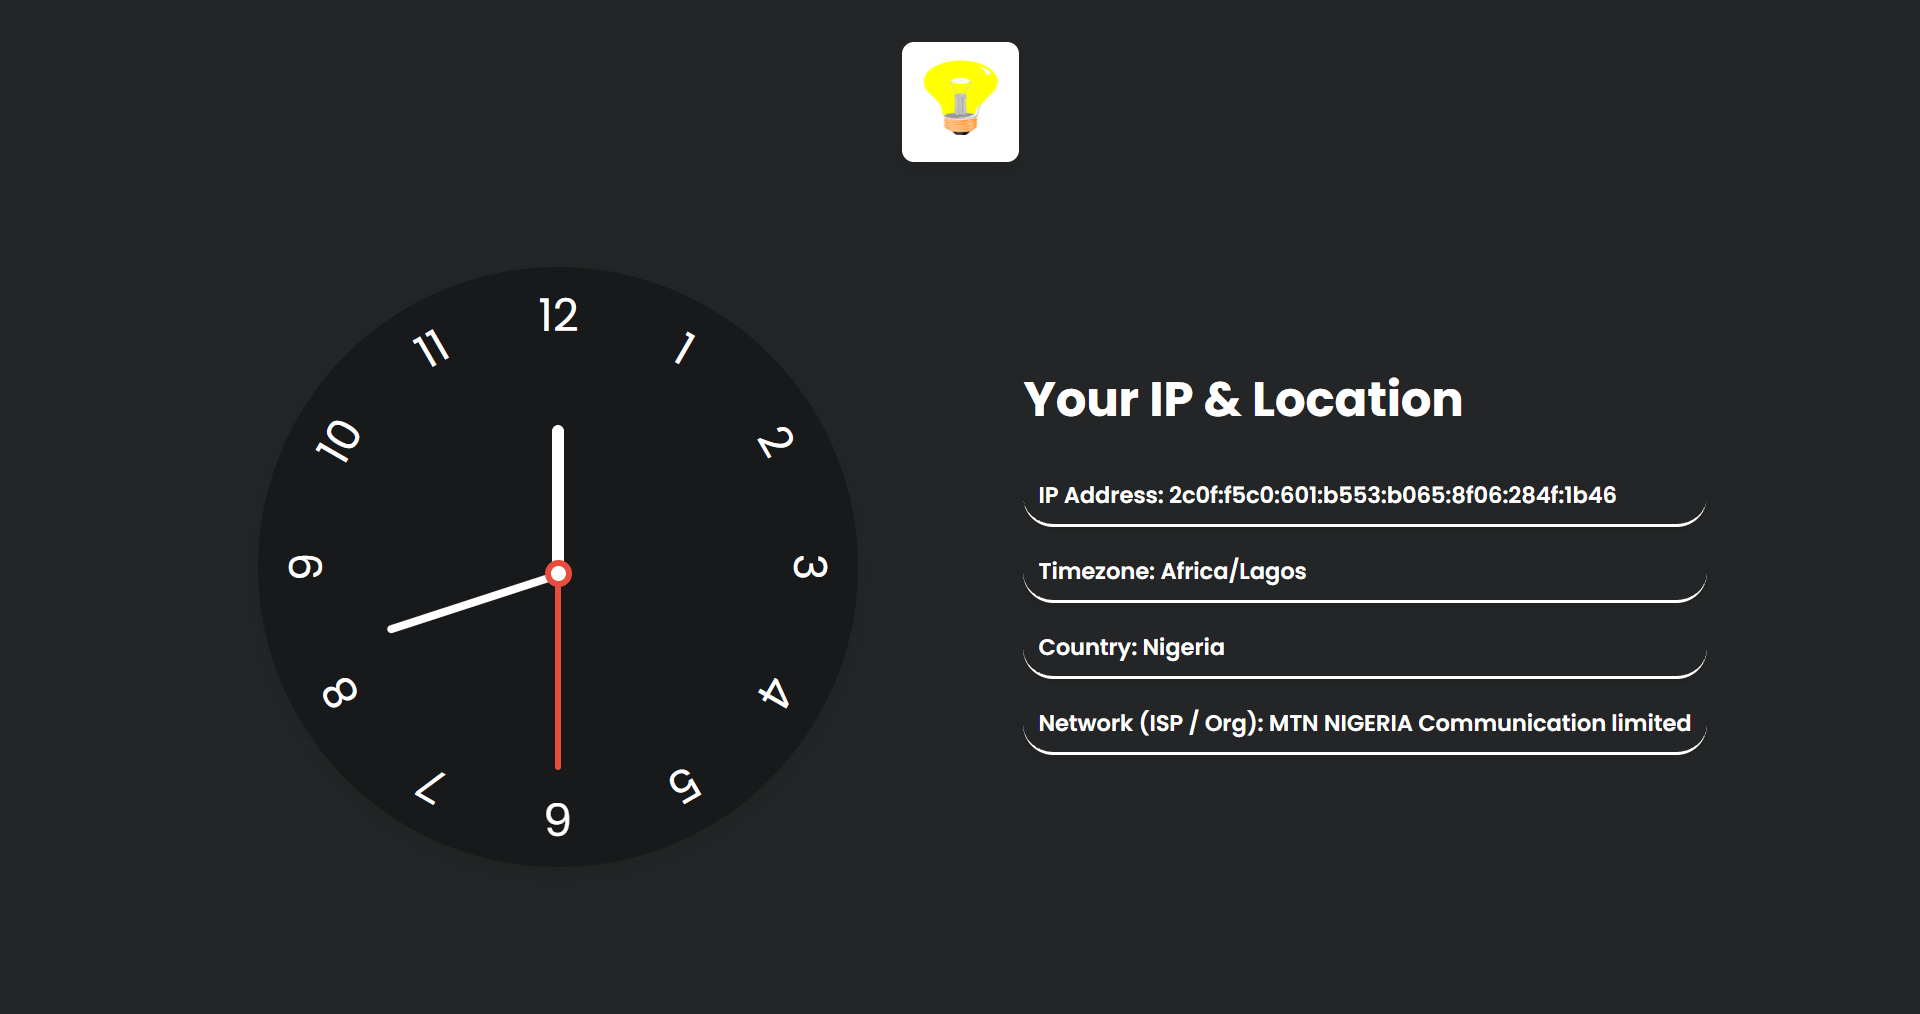 12
1
2
3
4
5
6
7
8
9
10
11
Your IP & Location
IP Address: 2c0f:f5c0:601:b553:b065:8f06:284f:1b46
Timezone: Africa/Lagos
Country: Nigeria
Network (ISP / Org): MTN NIGERIA Communication limited